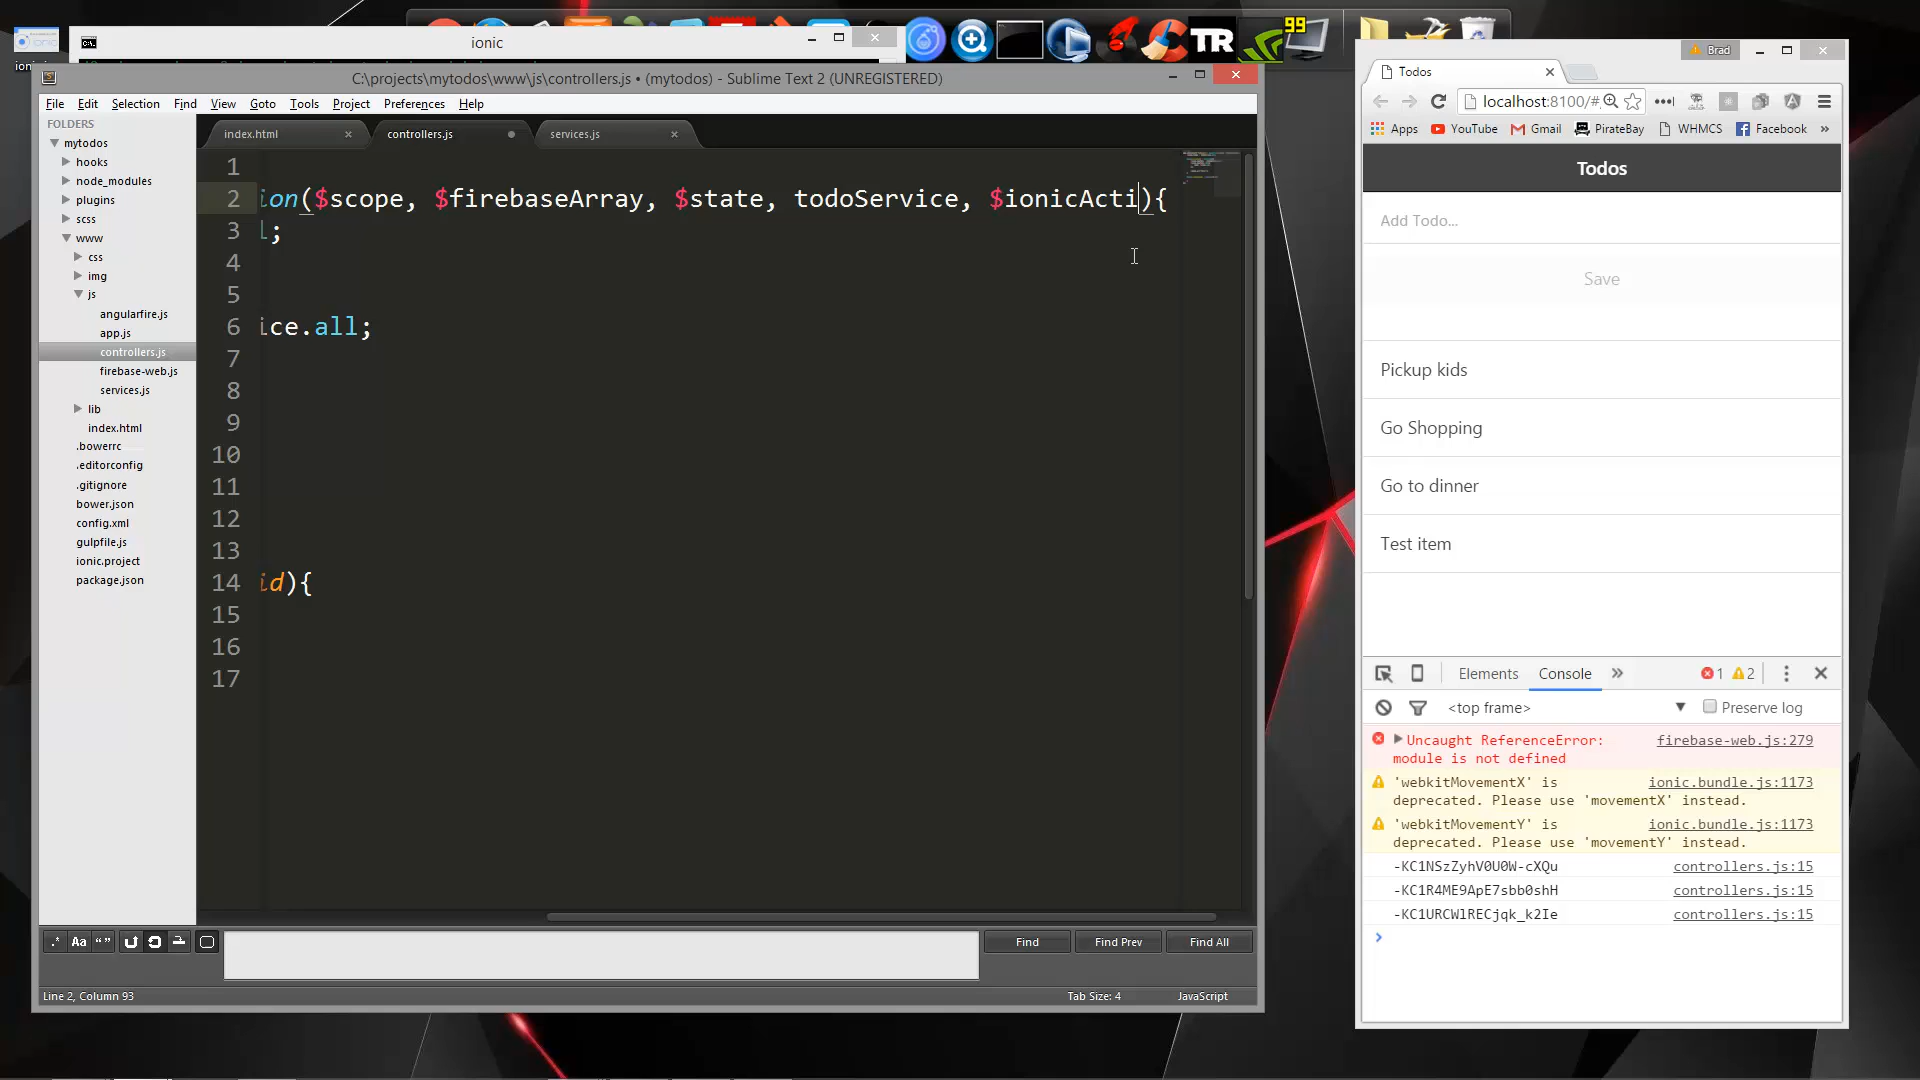 ionic
C:\projects\mytodos\www\js\controllers.js • (mytodos) - Sublime Text 2 (UNREGISTERED)
File Edit Selection Find View Goto Tools Project Preferences Help
FOLDERS
mytodos
hooks
node_modules
plugins
scss
www
css
img
js
angularfire.js
app.js
controllers.js
firebase-web.js
services.js
lib
index.html
.bowerrc
.editorconfig
.gitignore
bower.json
config.xml
gulpfile.js
ionic.project
package.json
index.html controllers.js services.js
1
2 ion($scope, $firebaseArray, $state, todoService, $ionicActi){
3 l;
4
5
6 ice.all;
7
8
9
10
11
12
13
14 id){
15
16
17
.* Aa “”
Find Find Prev Find All
Line 2, Column 93 Tab Size: 4 JavaScript
TR
99
Brad
Todos
localhost:8100/#
Apps YouTube Gmail PirateBay WHMCS Facebook »
Todos
Add Todo...
Save
Pickup kids
Go Shopping
Go to dinner
Test item
Elements Console » 1 2
<top frame> Preserve log
Uncaught ReferenceError: firebase-web.js:279
module is not defined
'webkitMovementX' is ionic.bundle.js:1173
deprecated. Please use 'movementX' instead.
'webkitMovementY' is ionic.bundle.js:1173
deprecated. Please use 'movementY' instead.
-KC1NSzZyhV0U0W-cXQu controllers.js:15
-KC1R4ME9ApE7sbb0shH controllers.js:15
-KC1URCWlRECjqk_k2Ie controllers.js:15